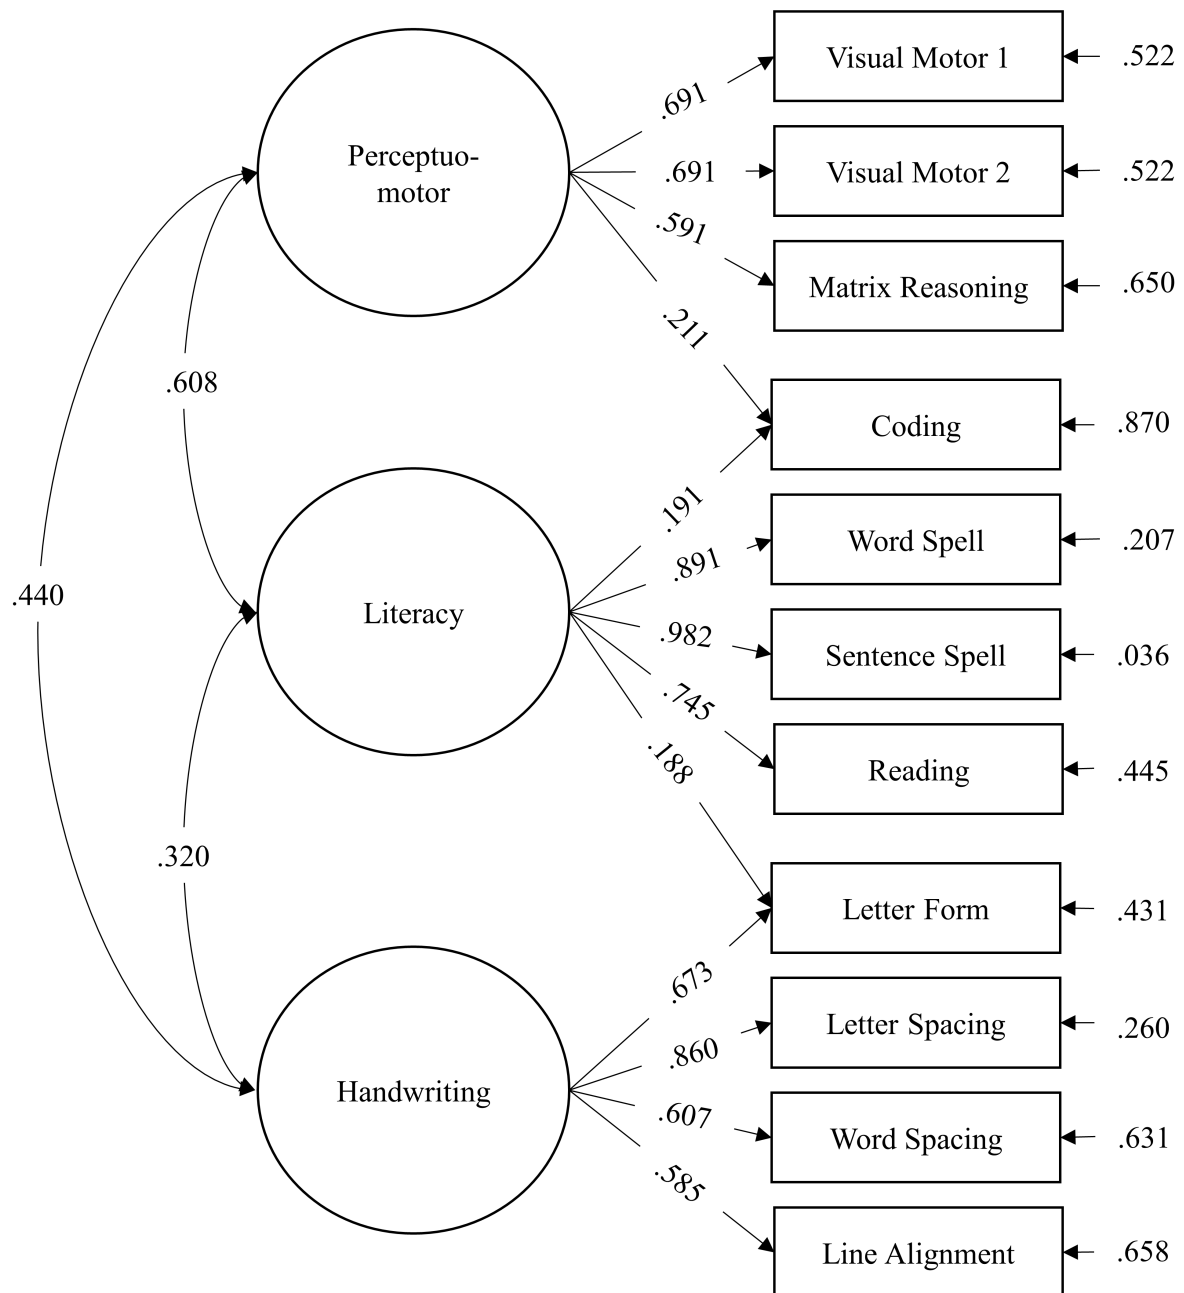 Visual Motor 1
.522
.691
Perceptuo-
motor
.691
Visual Motor 2
.522
.591
Matrix Reasoning
.650
.211
.608
Coding
.870
.191
.891
Word Spell
.207
.440
Literacy
.982
Sentence Spell
.036
.745
Reading
.445
.188
.320
Letter Form
.431
.673
.860
Letter Spacing
.260
Handwriting
.607
Word Spacing
.631
.585
Line Alignment
.658